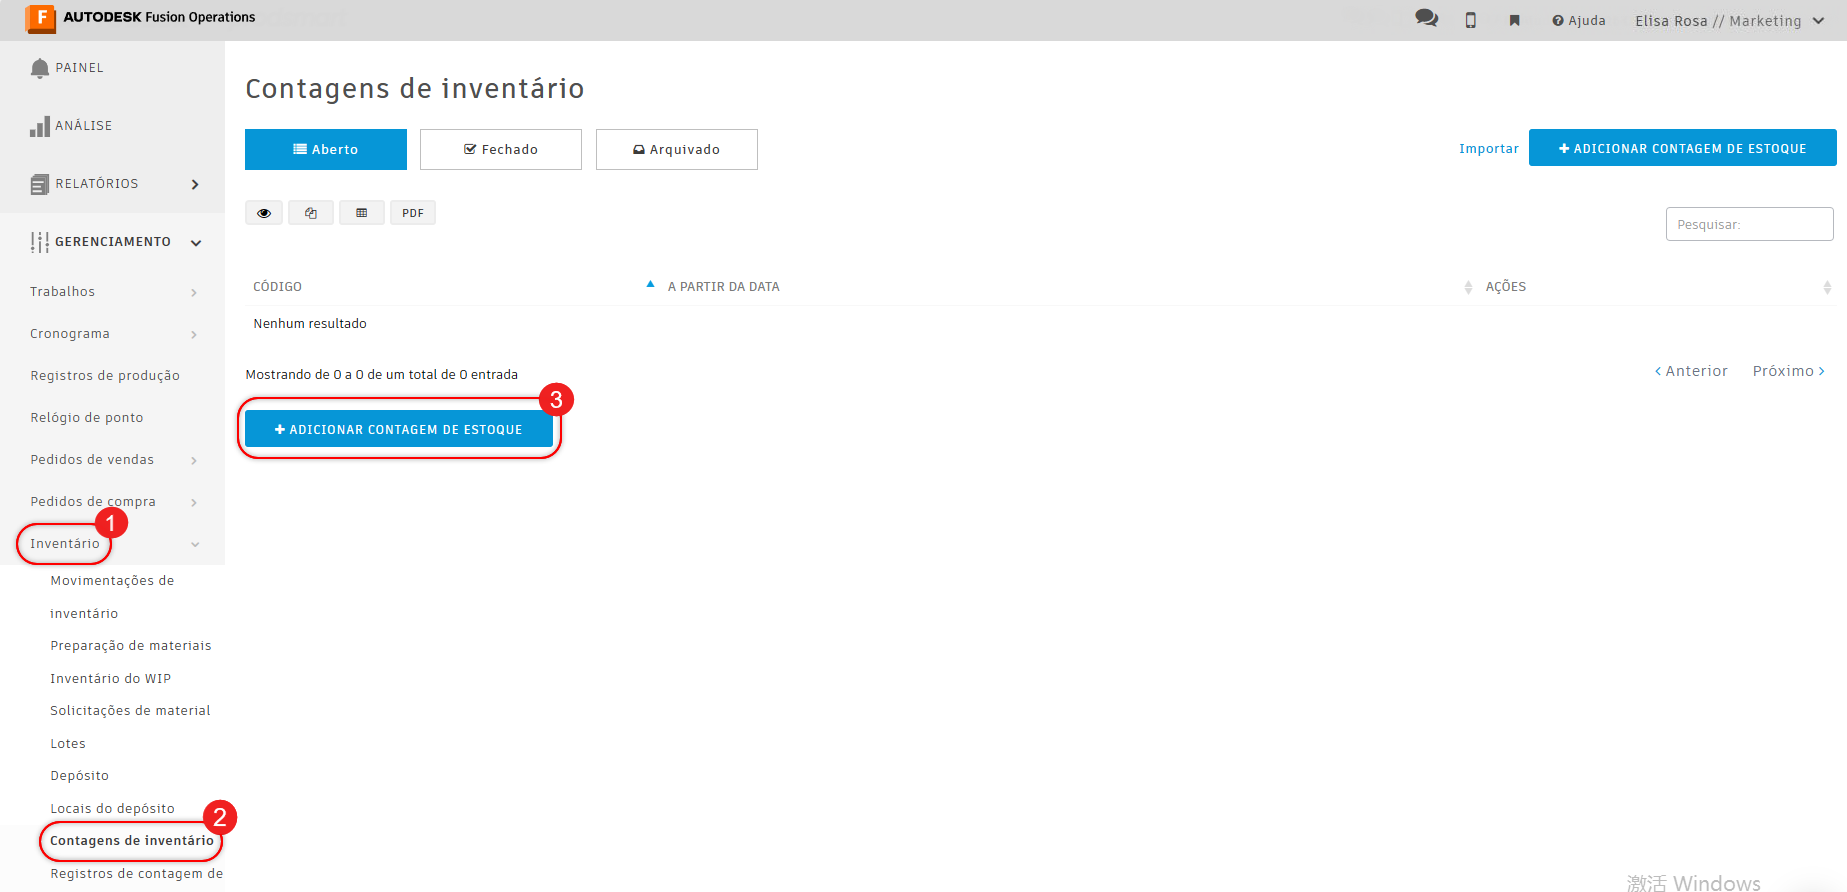 F AUTODESK Fusion Operations
Ajuda
Elisa Rosa // Marketing
PAINEL
ANÁLISE
RELATÓRIOS
GERENCIAMENTO
Trabalhos
Cronograma
Registros de produção
Relógio de ponto
Pedidos de vendas
Pedidos de compra
1
Inventário
Movimentações de
inventário
Preparação de materiais
Inventário do WIP
Solicitações de material
Lotes
Depósito
Locais do depósito
2
Contagens de inventário
Registros de contagem de
Contagens de inventário
Aberto
Fechado
Arquivado
Importar
+ ADICIONAR CONTAGEM DE ESTOQUE
PDF
Pesquisar:
CÓDIGO
A PARTIR DA DATA
AÇÕES
Nenhum resultado
Mostrando de 0 a 0 de um total de 0 entrada
< Anterior
Próximo >
3
+ ADICIONAR CONTAGEM DE ESTOQUE
激活 Windows